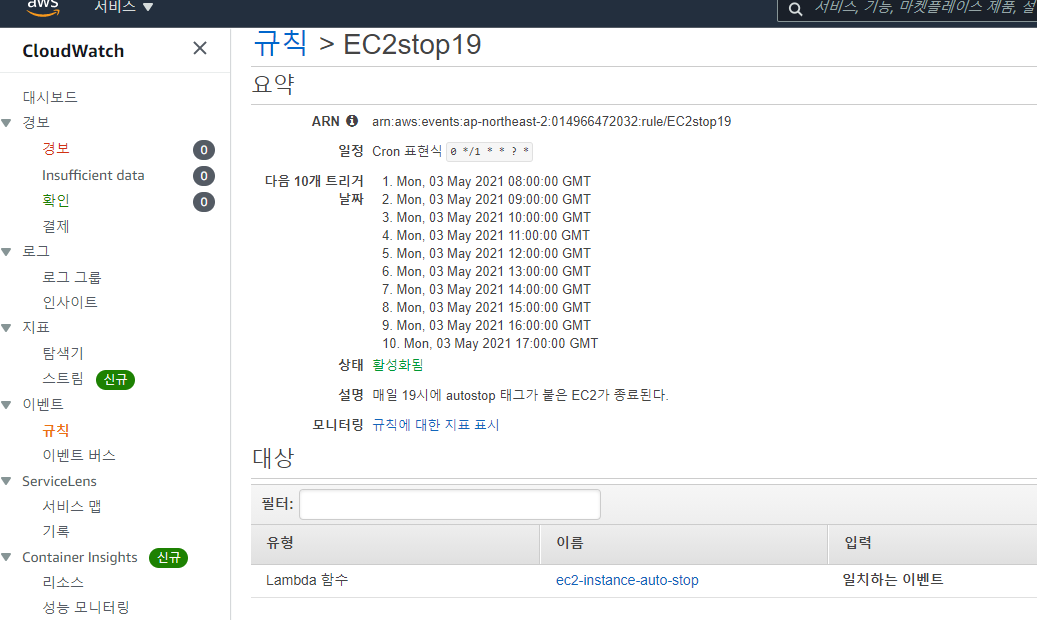 aws
서비스 ▼
서비스, 기능, 마켓플레이스 제품, 설
CloudWatch
대시보드
경보
경보 0
Insufficient data 0
확인 0
결제
로그
로그 그룹
인사이트
지표
탐색기
스트림 신규
이벤트
규칙
이벤트 버스
ServiceLens
서비스 맵
기록
Container Insights 신규
리소스
성능 모니터링
규칙 > EC2stop19
요약
ARN arn:aws:events:ap-northeast-2:014966472032:rule/EC2stop19
일정 Cron 표현식 0 */1 * * ? *
다음 10개 트리거
날짜
1. Mon, 03 May 2021 08:00:00 GMT
2. Mon, 03 May 2021 09:00:00 GMT
3. Mon, 03 May 2021 10:00:00 GMT
4. Mon, 03 May 2021 11:00:00 GMT
5. Mon, 03 May 2021 12:00:00 GMT
6. Mon, 03 May 2021 13:00:00 GMT
7. Mon, 03 May 2021 14:00:00 GMT
8. Mon, 03 May 2021 15:00:00 GMT
9. Mon, 03 May 2021 16:00:00 GMT
10. Mon, 03 May 2021 17:00:00 GMT
상태 활성화됨
설명 매일 19시에 autostop 태그가 붙은 EC2가 종료된다.
모니터링 규칙에 대한 지표 표시
대상
필터:
유형 이름 입력
Lambda 함수 ec2-instance-auto-stop 일치하는 이벤트